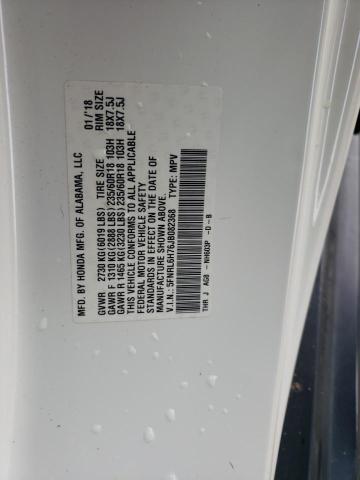 MFD. BY HONDA MFG. OF ALABAMA, LLC 01/'18
GVWR 2730 KG (6019 LBS) TIRE SIZE RIM SIZE
GAWR F 1310 KG (2888 LBS) 235/60R18 103H 18X7.5J
GAWR R 1465 KG (3230 LBS) 235/60R18 103H 18X7.5J
THIS VEHICLE CONFORMS TO ALL APPLICABLE
FEDERAL MOTOR VEHICLE SAFETY
STANDARDS IN EFFECT ON THE DATE OF
MANUFACTURE SHOWN ABOVE.
V.I.N.: 5FNRL6H76JB082368 TYPE: MPV
THR J AG8 - NH603P -D-B